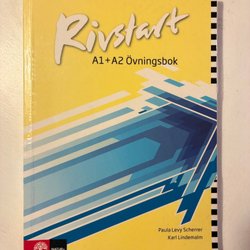 Rivstart
A1+A2 Övningsbok
Paula Levy Scherrer
Karl Lindemalm